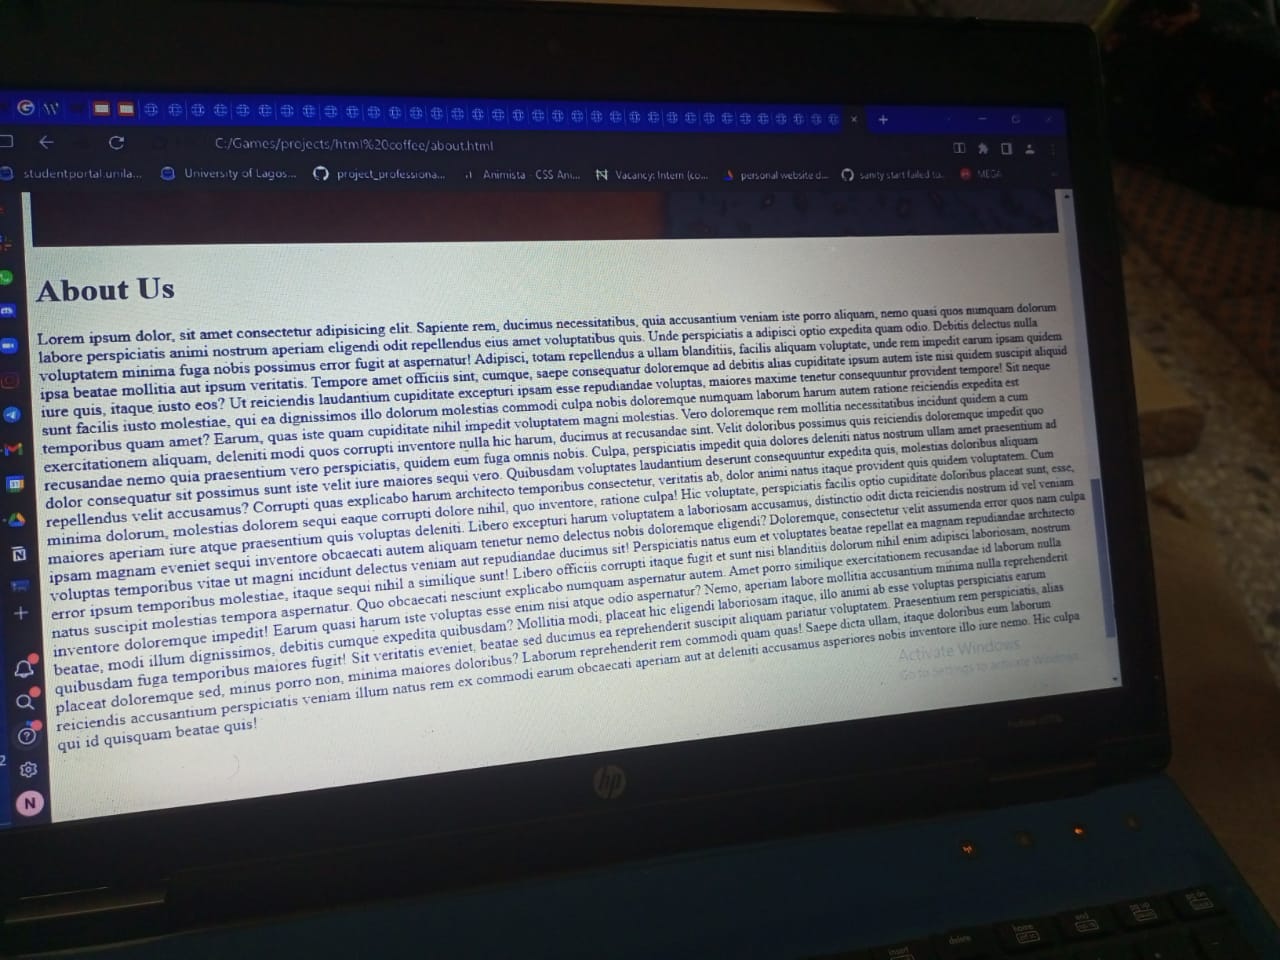 C:/Games/projects/html%20coffee/about.html
studentportal.unila...
University of Lagos...
project_professiona...
Animista - CSS Ani...
Vacancy: Intern (co...
personal website d...
sanity start failed tu...
MEGA
About Us
Lorem ipsum dolor, sit amet consectetur adipisicing elit. Sapiente rem, ducimus necessitatibus, quia accusantium veniam iste porro aliquam, nemo quasi quos numquam dolorum
labore perspiciatis animi nostrum aperiam eligendi odit repellendus eius amet voluptatibus quis. Unde perspiciatis a adipisci optio expedita quam odio. Debitis delectus nulla
voluptatem minima fuga nobis possimus error fugit at aspernatur! Adipisci, totam repellendus a ullam blanditiis, facilis aliquam voluptate, unde rem impedit earum ipsam quidem
ipsa beatae mollitia aut ipsum veritatis. Tempore amet officiis sint, cumque, saepe consequatur doloremque ad debitis alias cupiditate ipsum autem iste nisi quidem suscipit aliquid
iure quis, itaque iusto eos? Ut reiciendis laudantium cupiditate excepturi ipsam esse repudiandae voluptas, maiores maxime tenetur consequuntur provident tempore! Sit neque
sunt facilis iusto molestiae, qui ea dignissimos illo dolorum molestias commodi culpa nobis doloremque numquam laborum harum autem ratione reiciendis expedita est
temporibus quam amet? Earum, quas iste quam cupiditate nihil impedit voluptatem magni molestias. Vero doloremque rem mollitia necessitatibus incidunt quidem a cum
exercitationem aliquam, deleniti modi quos corrupti inventore nulla hic harum, ducimus at recusandae sint. Velit doloribus possimus quis reiciendis doloremque impedit quo
recusandae nemo quia praesentium vero perspiciatis, quidem eum fuga omnis nobis. Culpa, perspiciatis impedit quia dolores deleniti natus nostrum ullam amet praesentium ad
dolor consequatur sit possimus sunt iste velit iure maiores sequi vero. Quibusdam voluptates laudantium deserunt consequuntur expedita quis, molestias doloribus aliquam
repellendus velit accusamus? Corrupti quas explicabo harum architecto temporibus consectetur, veritatis ab, dolor animi natus itaque provident quis quidem voluptatem. Cum
minima dolorum, molestias dolorem sequi eaque corrupti dolore nihil, quo inventore, ratione culpa! Hic voluptate, perspiciatis facilis optio cupiditate doloribus placeat sunt, esse,
maiores aperiam iure atque praesentium quis voluptas deleniti. Libero excepturi harum voluptatem a laboriosam accusamus, distinctio odit dicta reiciendis nostrum id vel veniam
ipsam magnam eveniet sequi inventore obcaecati autem aliquam tenetur nemo delectus nobis doloremque eligendi? Doloremque, consectetur velit assumenda error quos nam culpa
voluptas temporibus vitae ut magni incidunt delectus veniam aut repudiandae ducimus sit! Perspiciatis natus eum et voluptates beatae repellat ea magnam repudiandae architecto
error ipsum temporibus molestiae, itaque sequi nihil a similique sunt! Libero officiis corrupti itaque fugit et sunt nisi blanditiis dolorum nihil enim adipisci laboriosam, nostrum
natus suscipit molestias tempora aspernatur. Quo obcaecati nesciunt explicabo numquam aspernatur autem. Amet porro similique exercitationem recusandae id laborum nulla
inventore doloremque impedit! Earum quasi harum iste voluptas esse enim nisi atque odio aspernatur? Nemo, aperiam labore mollitia accusantium minima nulla reprehenderit
beatae, modi illum dignissimos, debitis cumque expedita quibusdam? Mollitia modi, placeat hic eligendi laboriosam itaque, illo animi ab esse voluptas perspiciatis earum
quibusdam fuga temporibus maiores fugit! Sit veritatis eveniet, beatae sed ducimus ea reprehenderit suscipit aliquam pariatur voluptatem. Praesentium rem perspiciatis, alias
placeat doloremque sed, minus porro non, minima maiores doloribus? Laborum reprehenderit rem commodi quam quas! Saepe dicta ullam, itaque doloribus eum laborum
reiciendis accusantium perspiciatis veniam illum natus rem ex commodi earum obcaecati aperiam aut at deleniti accusamus asperiores nobis inventore illo iure nemo. Hic culpa
qui id quisquam beatae quis!
Activate Windows
Go to Settings to activate Windows.
N
hp
insert
delete
home
end
pg up
pg dn